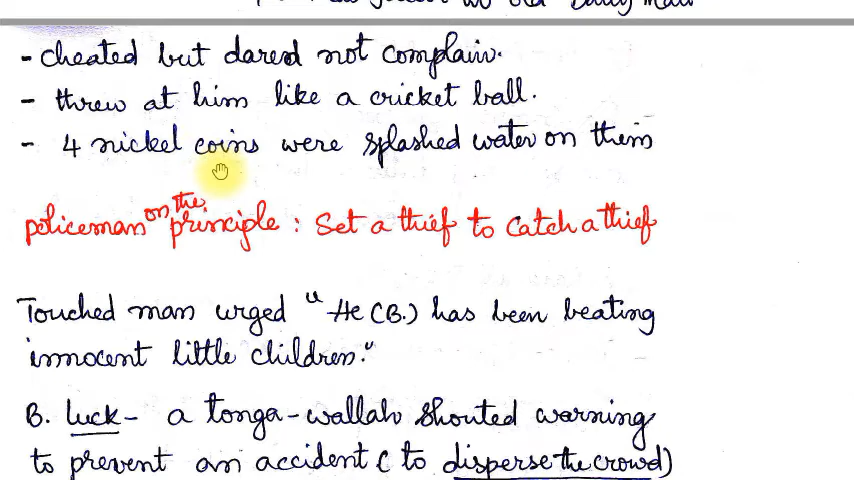 - cheated but dared not complain.
- threw at him like a cricket ball.
- 4 nickel coins were splashed water on them
policeman on the principle : Set a thief to catch a thief
Touched man urged "He (B.) has been beating
innocent little children."
B. luck - a tonga-wallah shouted warning
to prevent an accident ( to disperse the crowd)